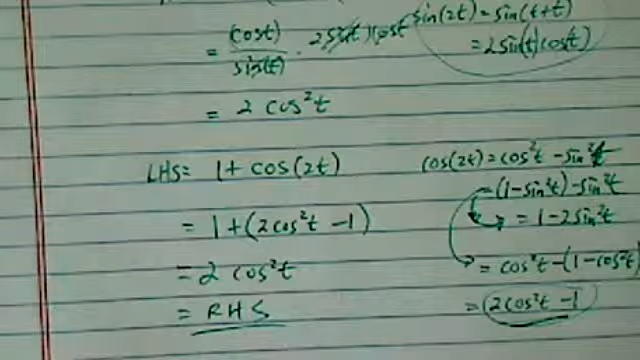 = (cost)/sin(t) · 2sin(t)cost
sin(2t) = sin(t+t)
= 2sin(t)cos(t)
= 2 cos²t
LHS = 1 + cos(2t)
cos(2t) = cos²t - sin²t
= (1-sin²t) - sin²t
= 1 - 2sin²t
= 1 + (2cos²t - 1)
= 2 cos²t
= cos²t - (1 - cos²t)
= RHS
= 2cos²t - 1